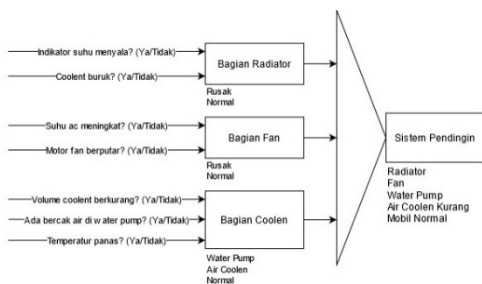 Indikator suhu menyala? (Ya/Tidak)
Coolent buruk? (Ya/Tidak)
Bagian Radiator
Rusak
Normal
Suhu ac meningkat? (Ya/Tidak)
Motor fan berputar? (Ya/Tidak)
Bagian Fan
Rusak
Normal
Volume coolent berkurang? (Ya/Tidak)
Ada bercak air di water pump? (Ya/Tidak)
Temperatur panas? (Ya/Tidak)
Bagian Coolen
Water Pump
Air Coolen
Normal
Sistem Pendingin
Radiator
Fan
Water Pump
Air Coolen Kurang
Mobil Normal